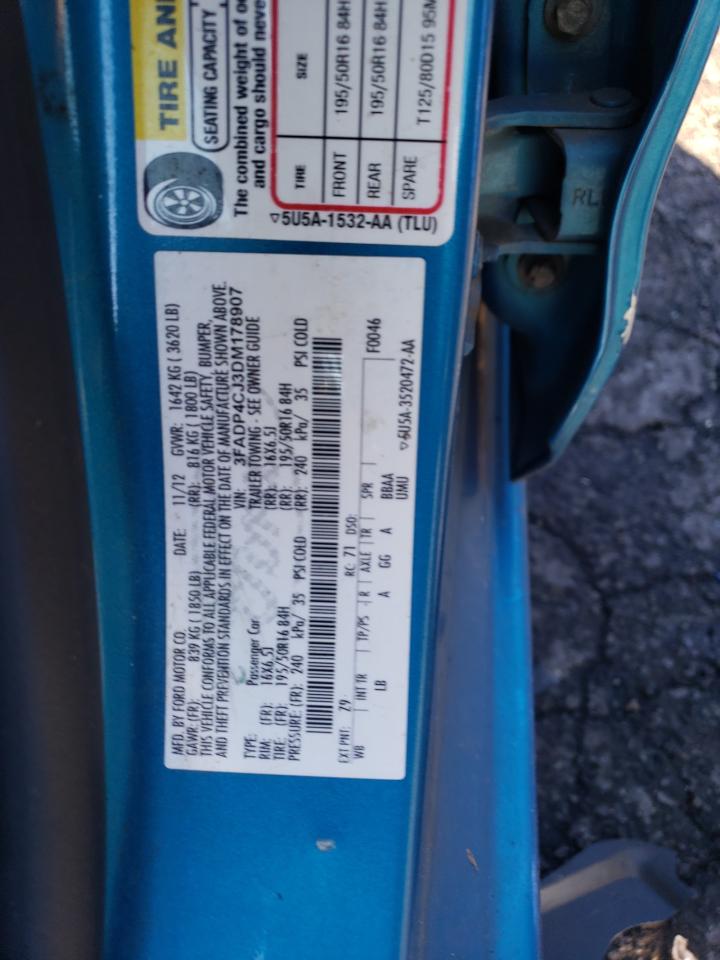 TIRE AN
SEATING CAPACITY
The combined weight of oc
and cargo should never
TIRE SIZE
FRONT 195/50R16 84H
REAR 195/50R16 84H
SPARE T125/80D15 95M
▽5U5A-1532-AA (TLU)
MFD. BY FORD MOTOR CO. DATE: 11/12 GVWR: 1642 KG ( 3620 LB)
GAWR: (FR): 839 KG ( 1850 LB) (RR): 816 KG ( 1800 LB)
THIS VEHICLE CONFORMS TO ALL APPLICABLE FEDERAL MOTOR VEHICLE SAFETY, BUMPER,
AND THEFT PREVENTION STANDARDS IN EFFECT ON THE DATE OF MANUFACTURE SHOWN ABOVE.
VIN: 3FADP4CJ3DM178907
TYPE: Passenger Car TRAILER TOWING - SEE OWNER GUIDE
RIM: (FR): 16X6.5J (RR): 16X6.5J
TIRE: (FR): 195/50R16 84H (RR): 195/50R16 84H
PRESSURE: (FR): 240 kPa/ 35 PSI COLD (RR): 240 kPa/ 35 PSI COLD
F0046
EXT PNT: Z9 RC: 71 DSO:
WB INT TR TP/PS R AXLE TR SPR
LB A GG A BBAA
UMU
▽6U5A-3520472-AA
RL